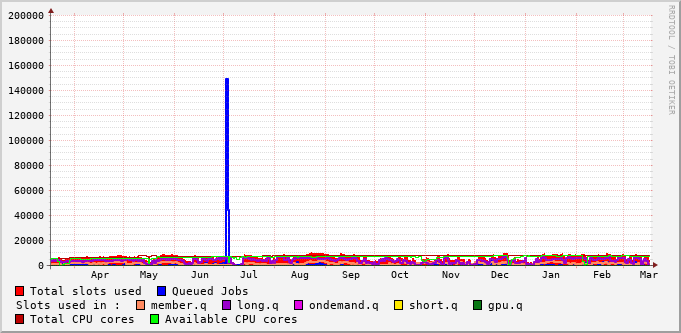 200000
180000
160000
140000
120000
100000
80000
60000
40000
20000
0
Apr May Jun Jul Aug Sep Oct Nov Dec Jan Feb Mar
Total slots used Queued Jobs
Slots used in : member.q long.q ondemand.q short.q gpu.q
Total CPU cores Available CPU cores
RRDTOOL / TOBI OETIKER